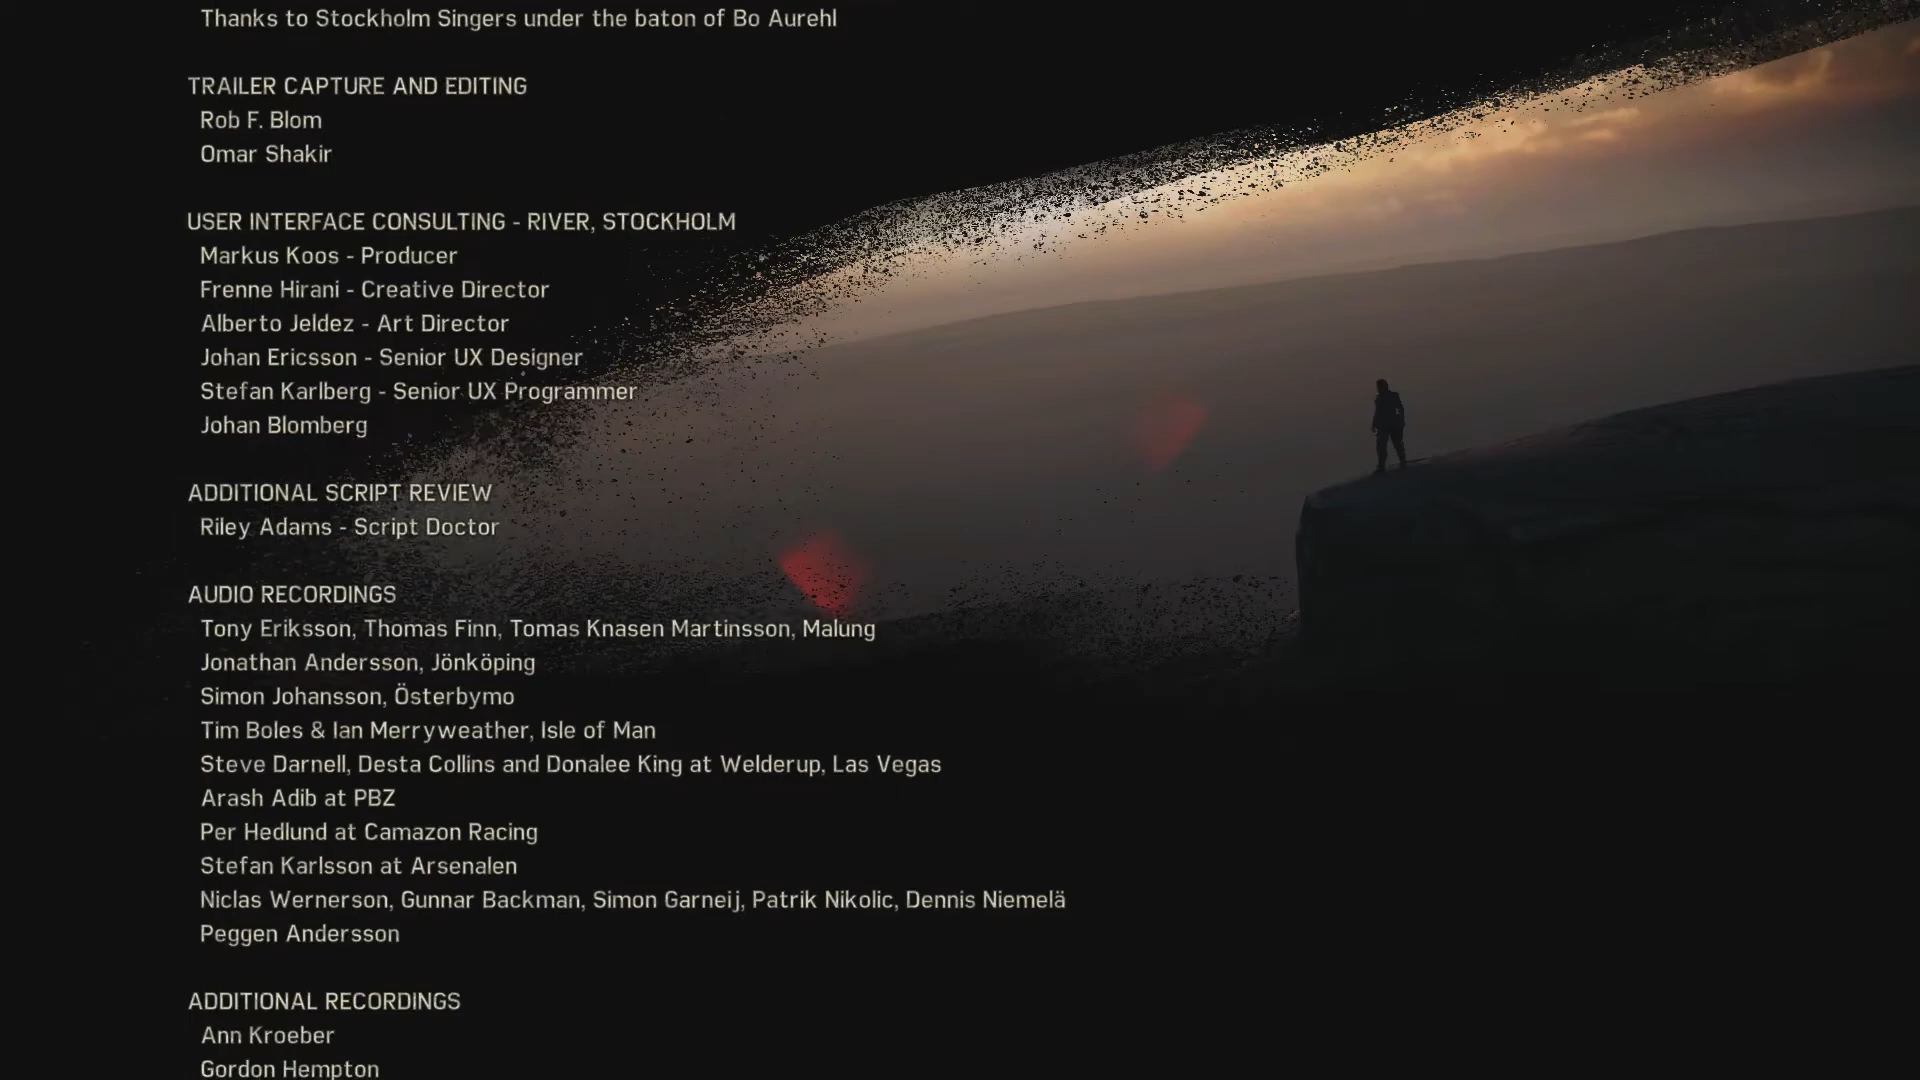 Thanks to Stockholm Singers under the baton of Bo Aurehl
TRAILER CAPTURE AND EDITING
Rob F. Blom
Omar Shakir
USER INTERFACE CONSULTING - RIVER, STOCKHOLM
Markus Koos - Producer
Frenne Hirani - Creative Director
Alberto Jeldez - Art Director
Johan Ericsson - Senior UX Designer
Stefan Karlberg - Senior UX Programmer
Johan Blomberg
ADDITIONAL SCRIPT REVIEW
Riley Adams - Script Doctor
AUDIO RECORDINGS
Tony Eriksson, Thomas Finn, Tomas Knasen Martinsson, Malung
Jonathan Andersson, Jönköping
Simon Johansson, Österbymo
Tim Boles & Ian Merryweather, Isle of Man
Steve Darnell, Desta Collins and Donalee King at Welderup, Las Vegas
Arash Adib at PBZ
Per Hedlund at Camazon Racing
Stefan Karlsson at Arsenalen
Niclas Wernerson, Gunnar Backman, Simon Garneij, Patrik Nikolic, Dennis Niemelä
Peggen Andersson
ADDITIONAL RECORDINGS
Ann Kroeber
Gordon Hempton